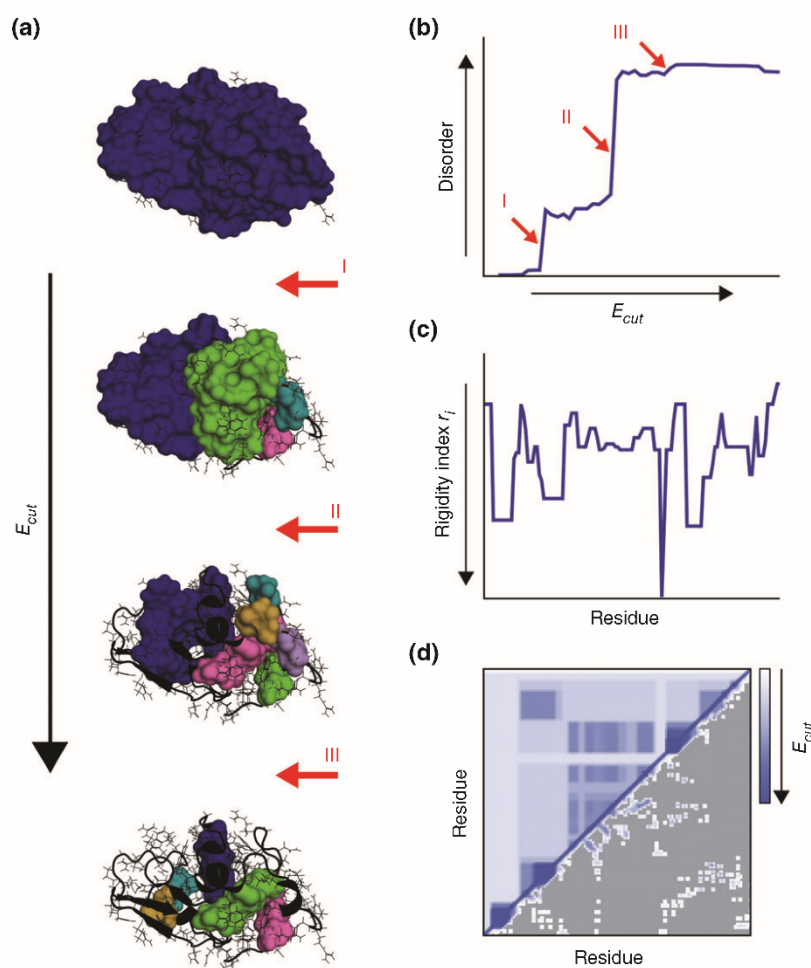 (a)
I
II
III
E_cut
(b)
Disorder
I
II
III
E_cut
(c)
Rigidity index r_i
Residue
(d)
Residue
Residue
E_cut